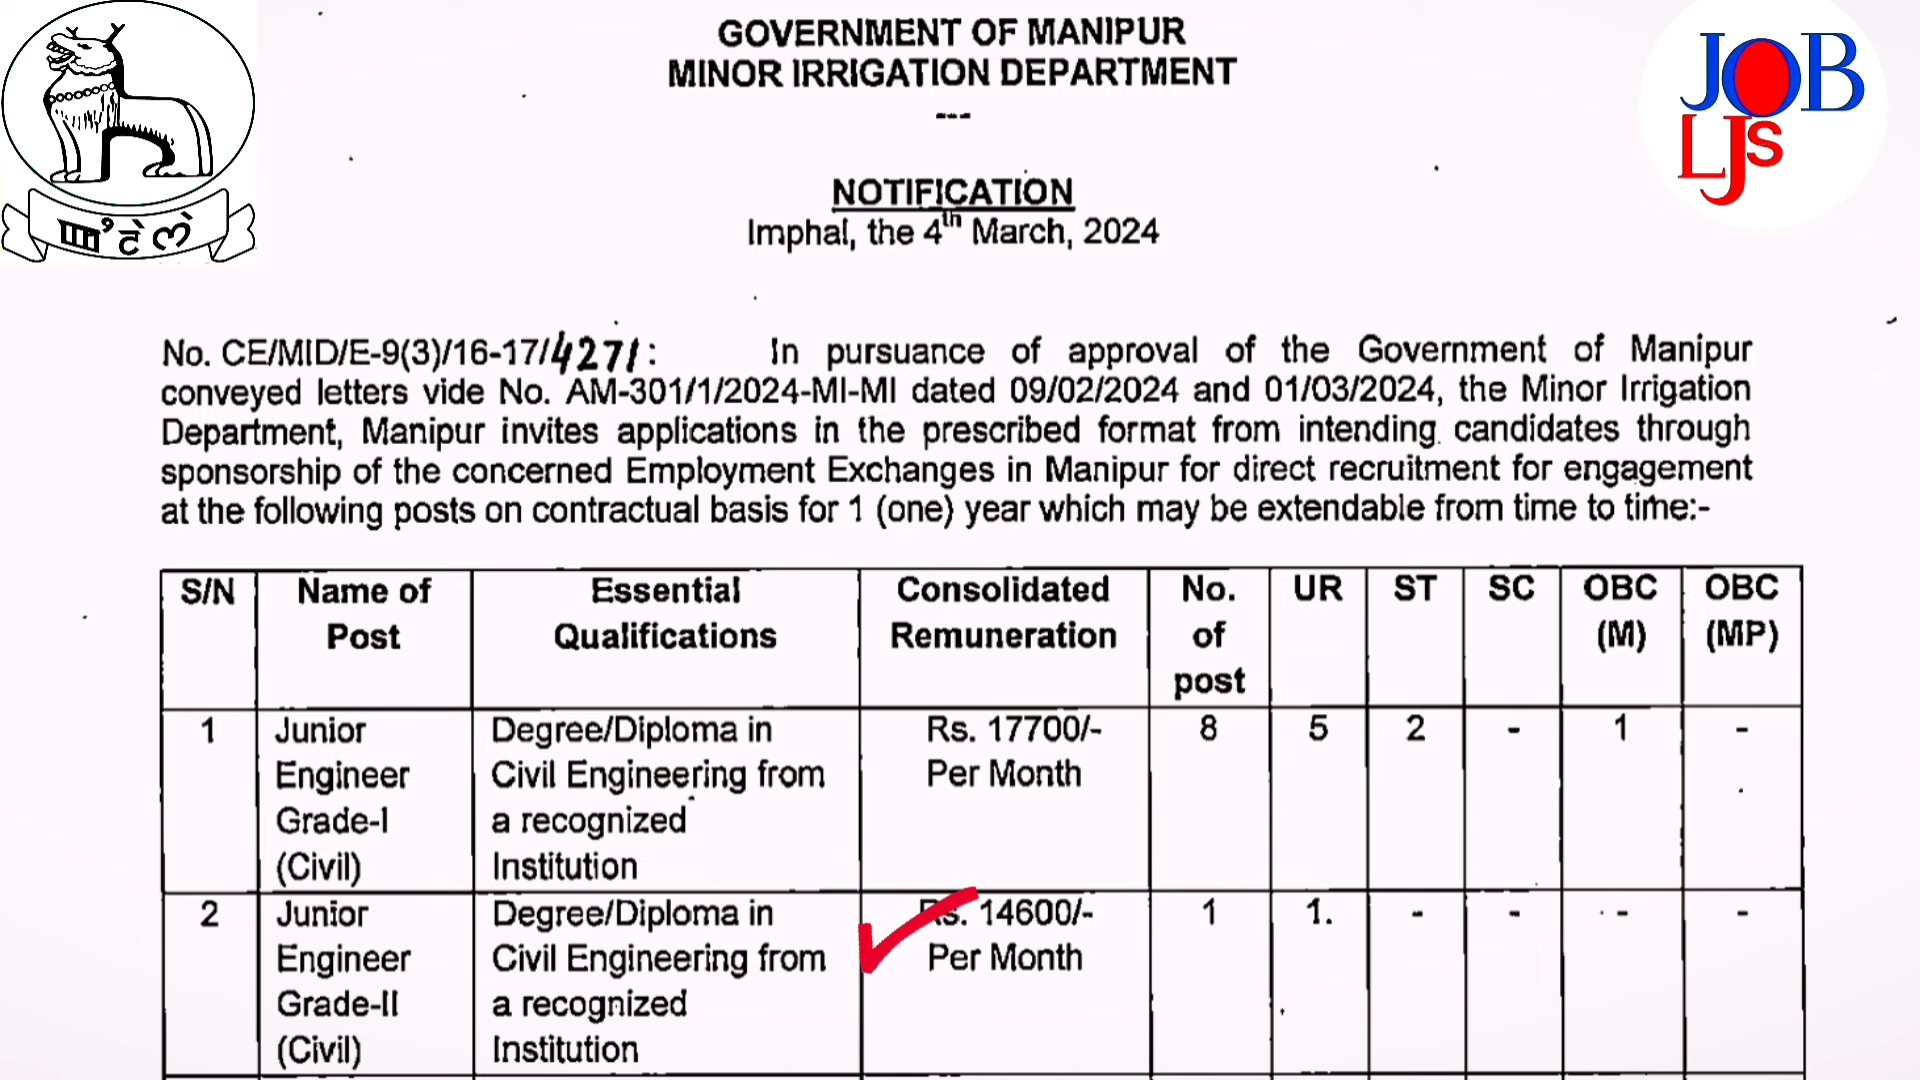 GOVERNMENT OF MANIPUR
MINOR IRRIGATION DEPARTMENT
---
NOTIFICATION
Imphal, the 4th March, 2024
JOB
LJS
No. CE/MID/E-9(3)/16-17/4271: In pursuance of approval of the Government of Manipur
conveyed letters vide No. AM-301/1/2024-MI-MI dated 09/02/2024 and 01/03/2024, the Minor Irrigation
Department, Manipur invites applications in the prescribed format from intending candidates through
sponsorship of the concerned Employment Exchanges in Manipur for direct recruitment for engagement
at the following posts on contractual basis for 1 (one) year which may be extendable from time to time:-
S/N Name of Post Essential Qualifications Consolidated Remuneration No. of post UR ST SC OBC (M) OBC (MP)
1 Junior Degree/Diploma in Rs. 17700/- 8 5 2 - 1 -
Engineer Civil Engineering from Per Month
Grade-I a recognized
(Civil) Institution
2 Junior Degree/Diploma in Rs. 14600/- 1 1. - - - -
Engineer Civil Engineering from Per Month
Grade-II a recognized
(Civil) Institution